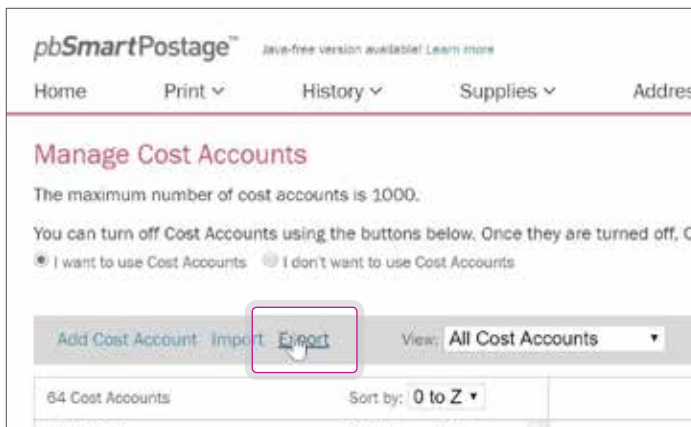 pbSmartPostage™ Java-free version available! Learn more
Home Print History Supplies Addres
Manage Cost Accounts
The maximum number of cost accounts is 1000.
You can turn off Cost Accounts using the buttons below. Once they are turned off, C
I want to use Cost Accounts I don't want to use Cost Accounts
Add Cost Account Import Export View: All Cost Accounts
64 Cost Accounts Sort by: 0 to Z